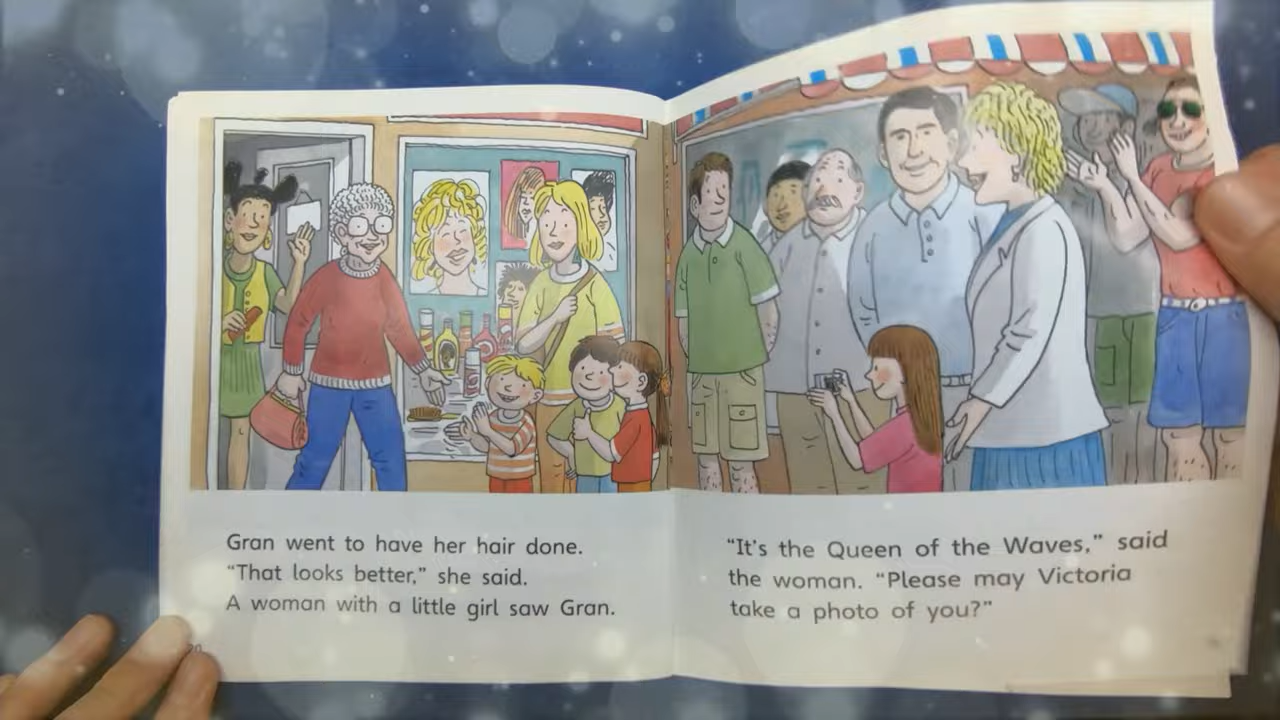 Gran went to have her hair done.
"That looks better," she said.
A woman with a little girl saw Gran.
"It's the Queen of the Waves," said
the woman. "Please may Victoria
take a photo of you?"